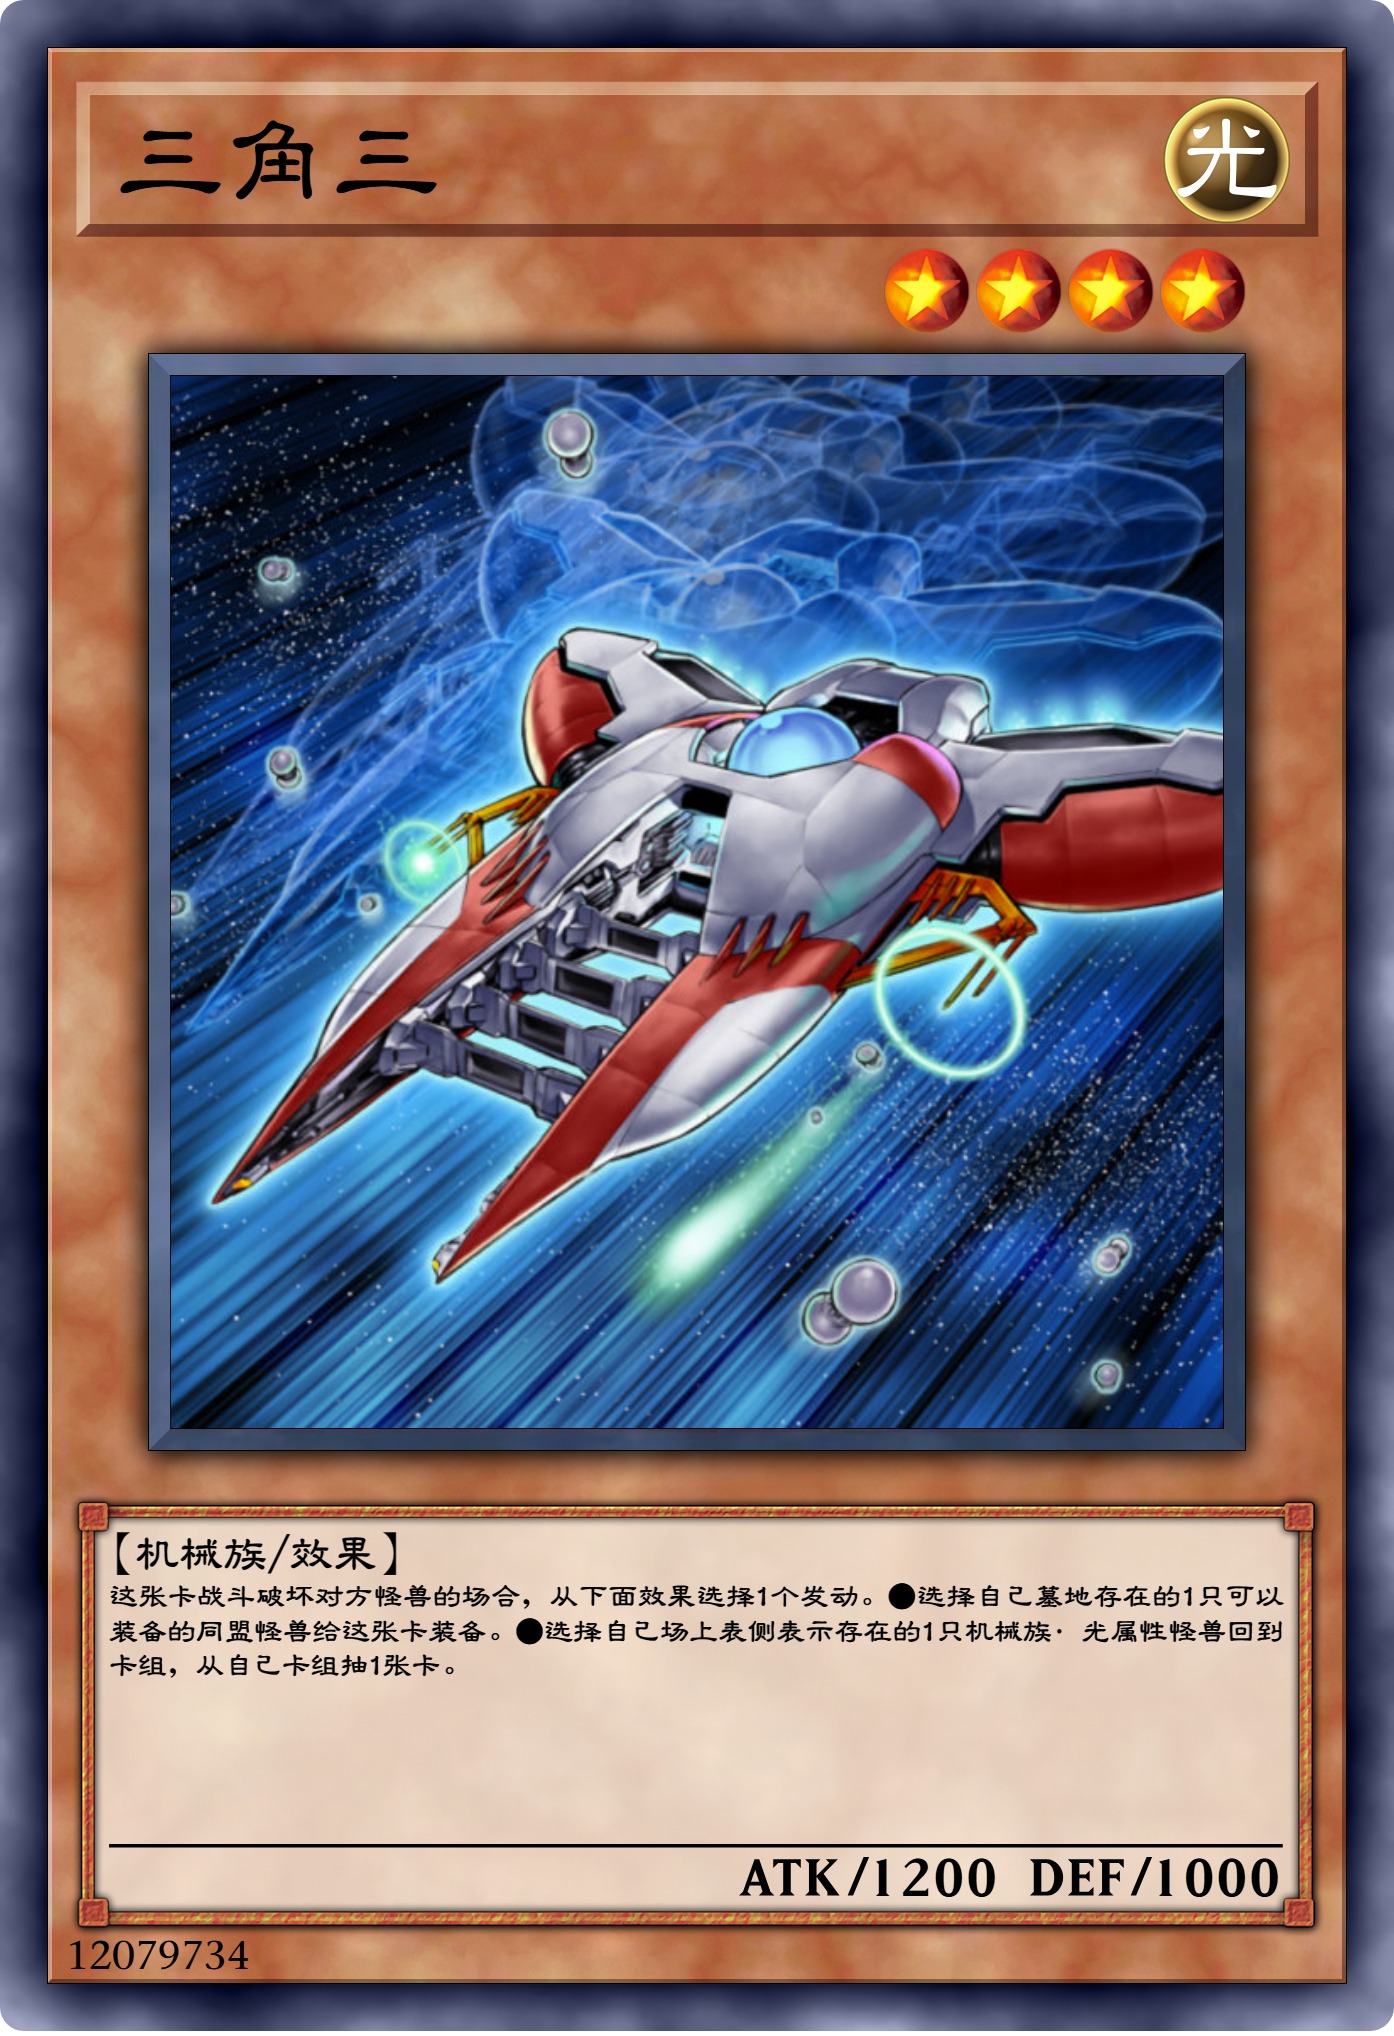 三角三
光
【机械族/效果】
这张卡战斗破坏对方怪兽的场合，从下面效果选择1个发动。●选择自己墓地存在的1只可以
装备的同盟怪兽给这张卡装备。●选择自己场上表侧表示存在的1只机械族·光属性怪兽回到
卡组，从自己卡组抽1张卡。
ATK/1200 DEF/1000
12079734